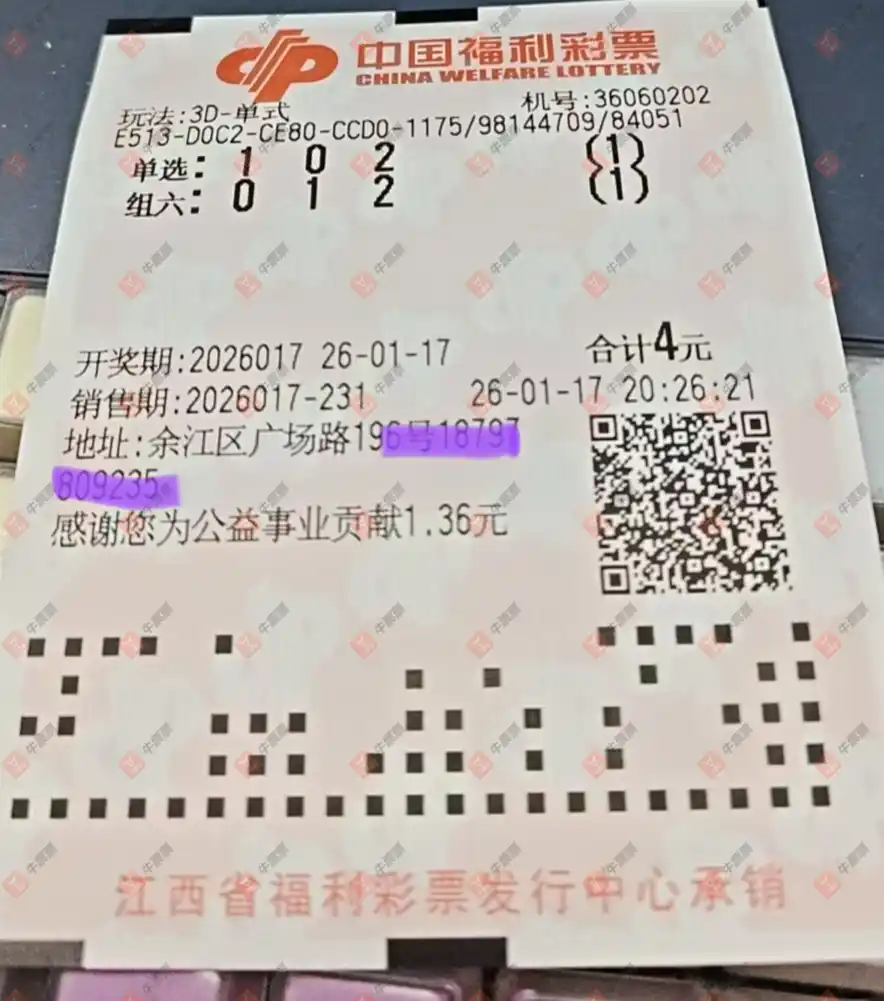 中国福利彩票
CHINA WELFARE LOTTERY
玩法:3D-单式 机号:36060202
E513-D0C2-CE80-CCD0-1175/98144709/84051
单选: 1 0 2 (1)
组六: 0 1 2 (1)
开奖期:2026017 26-01-17 合计4元
销售期:2026017-231 26-01-17 20:26:21
地址:余江区广场路196号18797
809235
感谢您为公益事业贡献1.36元
江西省福利彩票发行中心承销